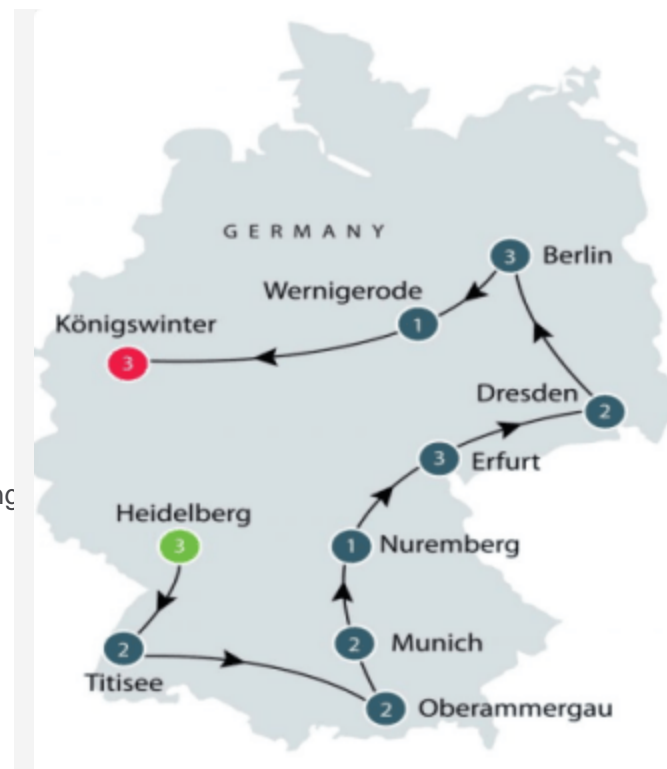 GERMANY
3 Berlin
Wernigerode
1
Königswinter
3
Dresden
2
3 Erfurt
Heidelberg
3
1 Nuremberg
2
Titisee
2 Munich
2 Oberammergau